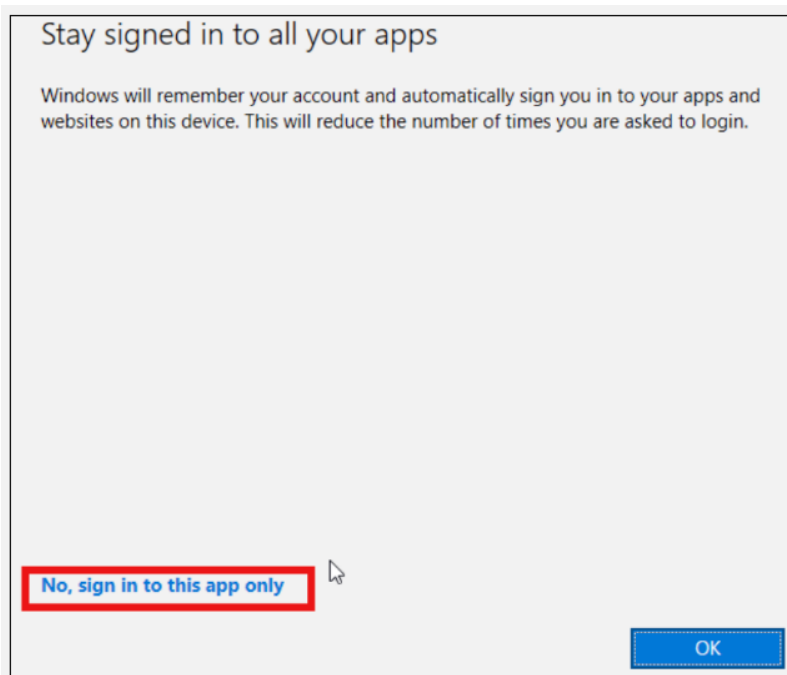 Stay signed in to all your apps
Windows will remember your account and automatically sign you in to your apps and
websites on this device. This will reduce the number of times you are asked to login.
No, sign in to this app only
OK